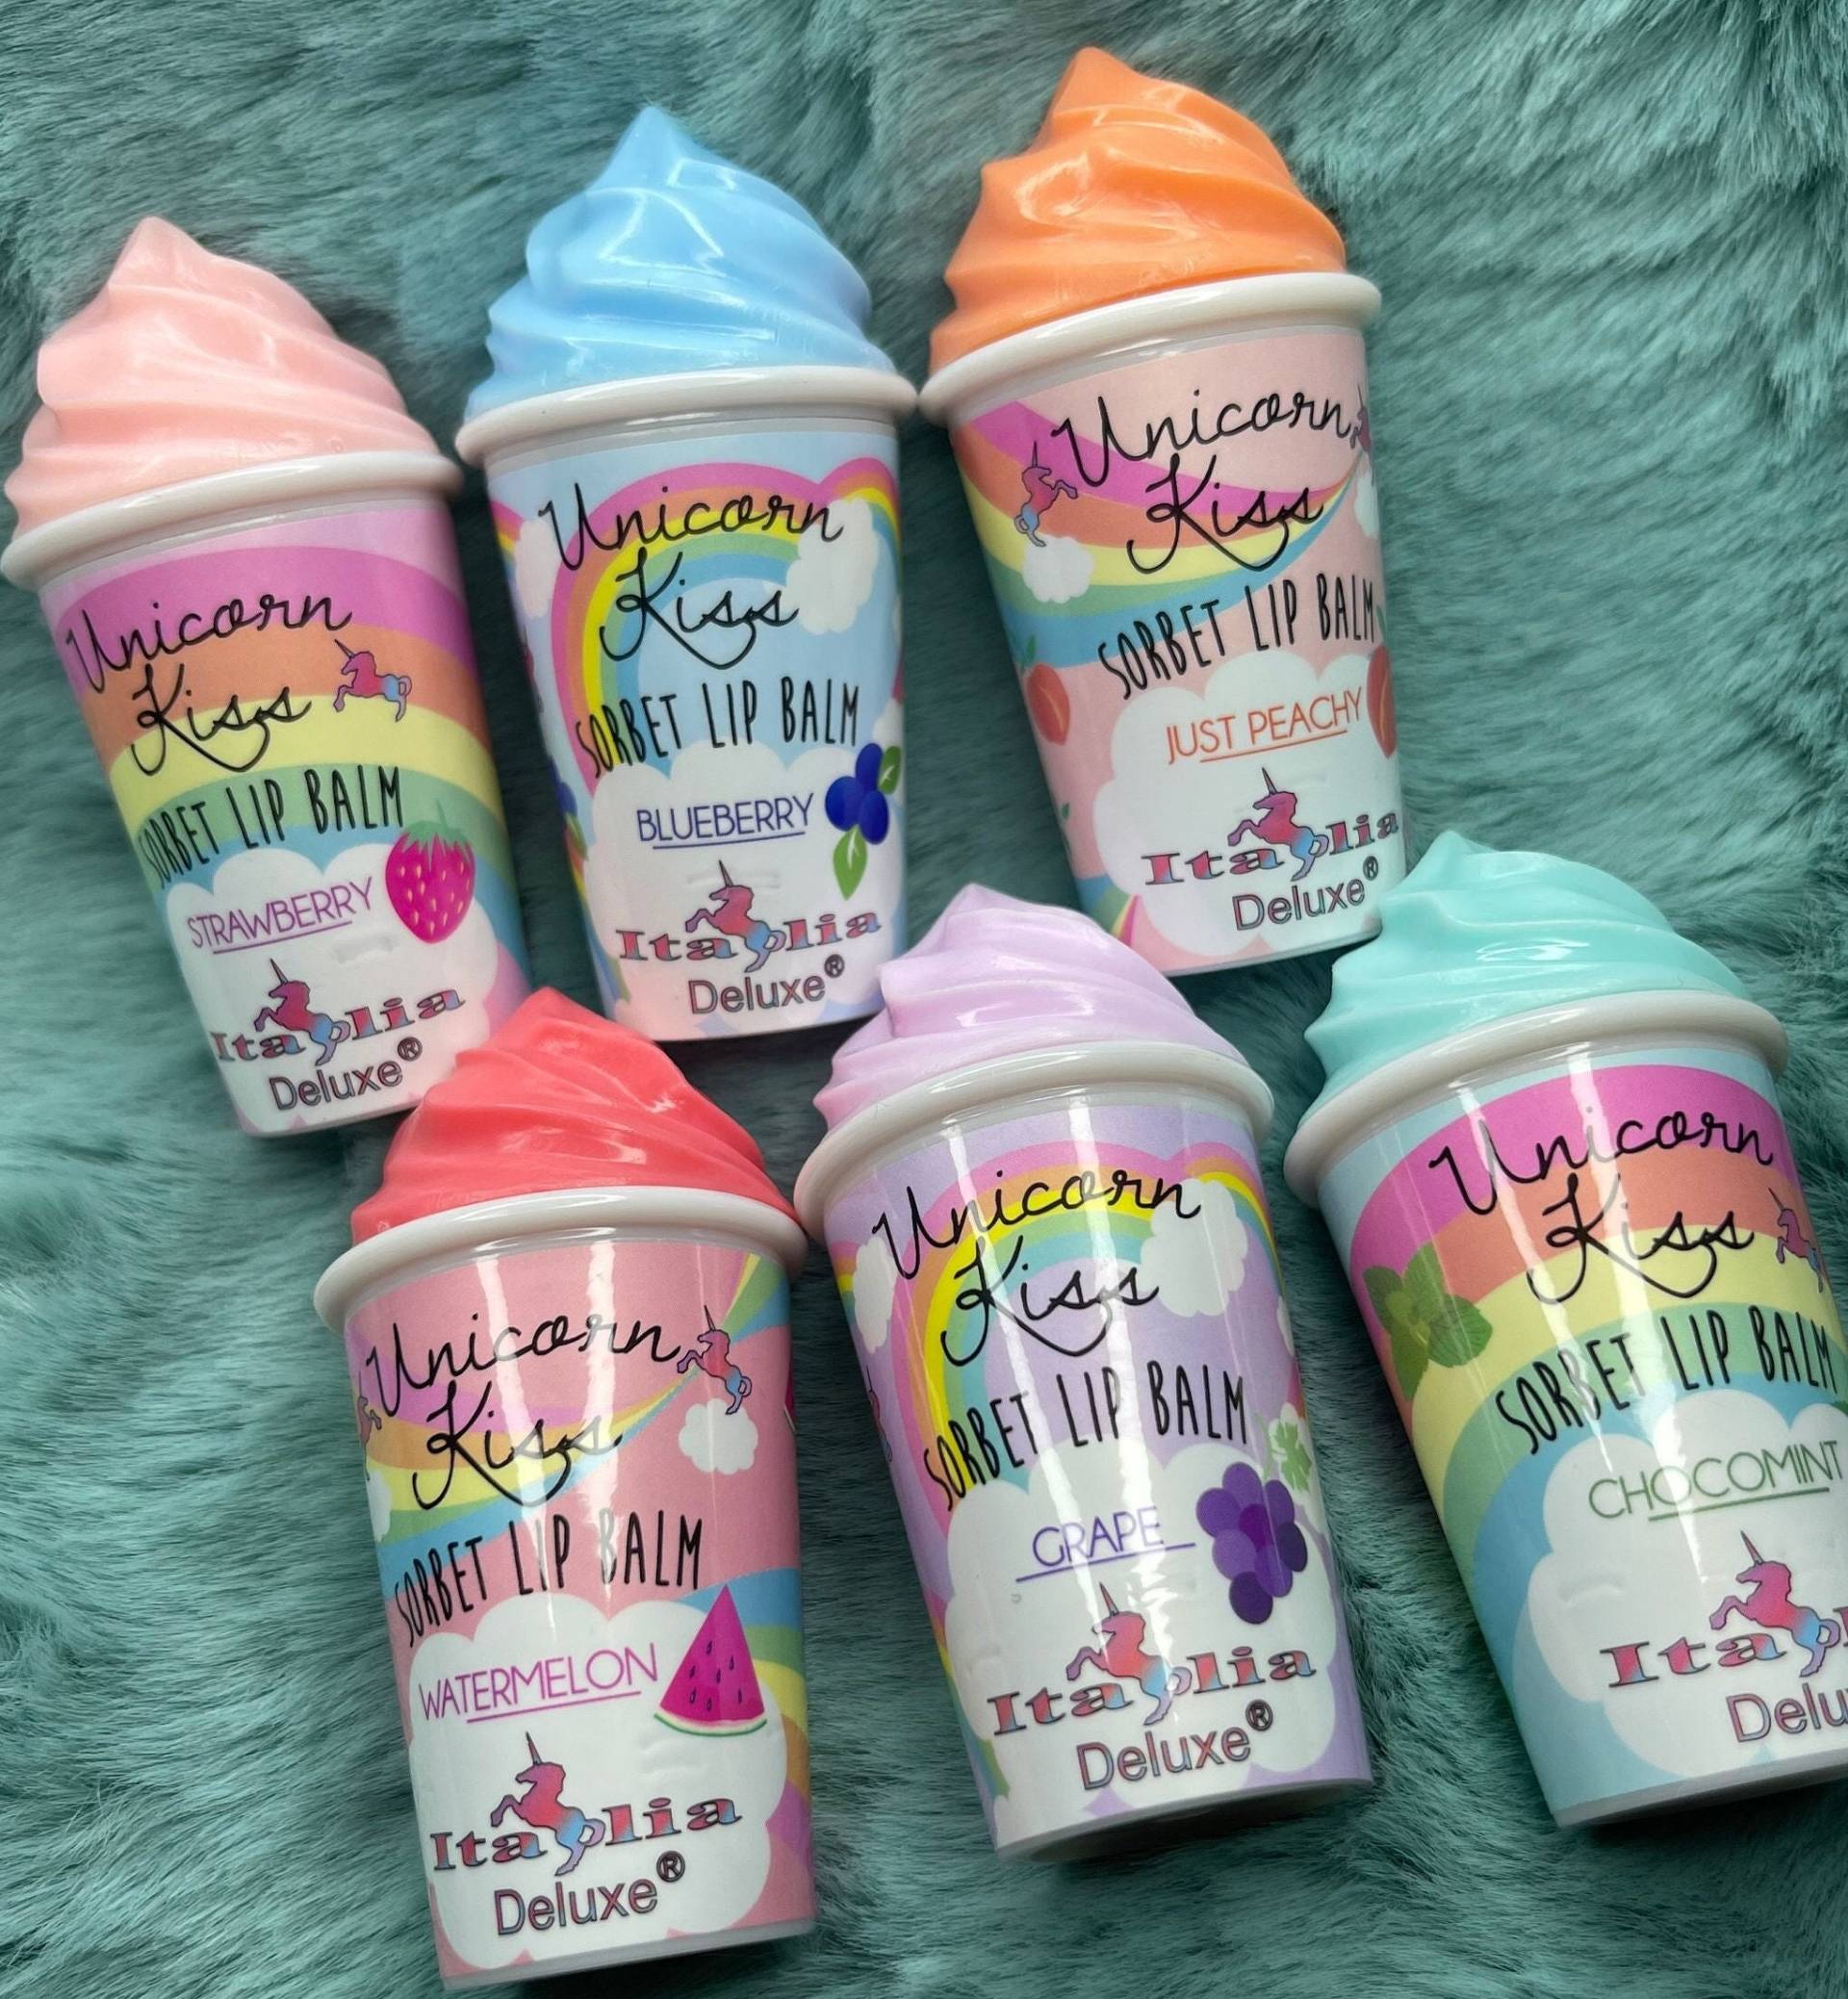 Unicorn
Kiss
SORBET LIP BALM
STRAWBERRY
Italia
Deluxe®
Unicorn
Kiss
SORBET LIP BALM
BLUEBERRY
Italia
Deluxe®
Unicorn
Kiss
SORBET LIP BALM
JUST PEACHY
Italia
Deluxe®
Unicorn
Kiss
SORBET LIP BALM
WATERMELON
Italia
Deluxe®
Unicorn
Kiss
SORBET LIP BALM
GRAPE
Italia
Deluxe®
Unicorn
Kiss
SORBET LIP BALM
CHOCOMINT
Ita
Delu